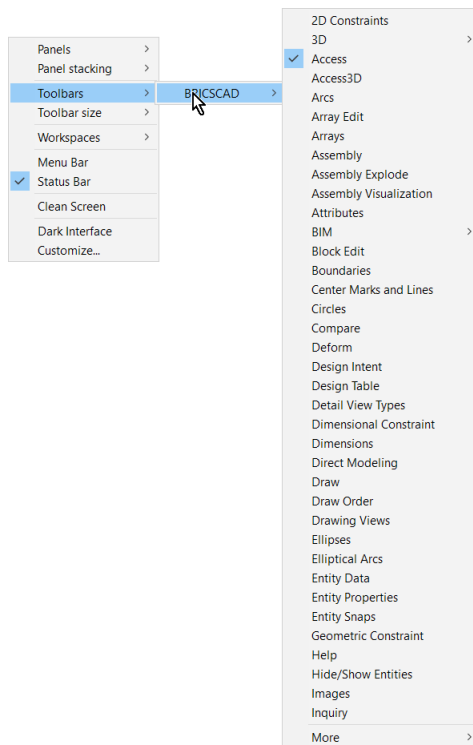 Panels
Panel stacking
Toolbars
Toolbar size
Workspaces
Menu Bar
Status Bar
Clean Screen
Dark Interface
Customize...
BRICSCAD
2D Constraints
3D
Access
Access3D
Arcs
Array Edit
Arrays
Assembly
Assembly Explode
Assembly Visualization
Attributes
BIM
Block Edit
Boundaries
Center Marks and Lines
Circles
Compare
Deform
Design Intent
Design Table
Detail View Types
Dimensional Constraint
Dimensions
Direct Modeling
Draw
Draw Order
Drawing Views
Ellipses
Elliptical Arcs
Entity Data
Entity Properties
Entity Snaps
Geometric Constraint
Help
Hide/Show Entities
Images
Inquiry
More